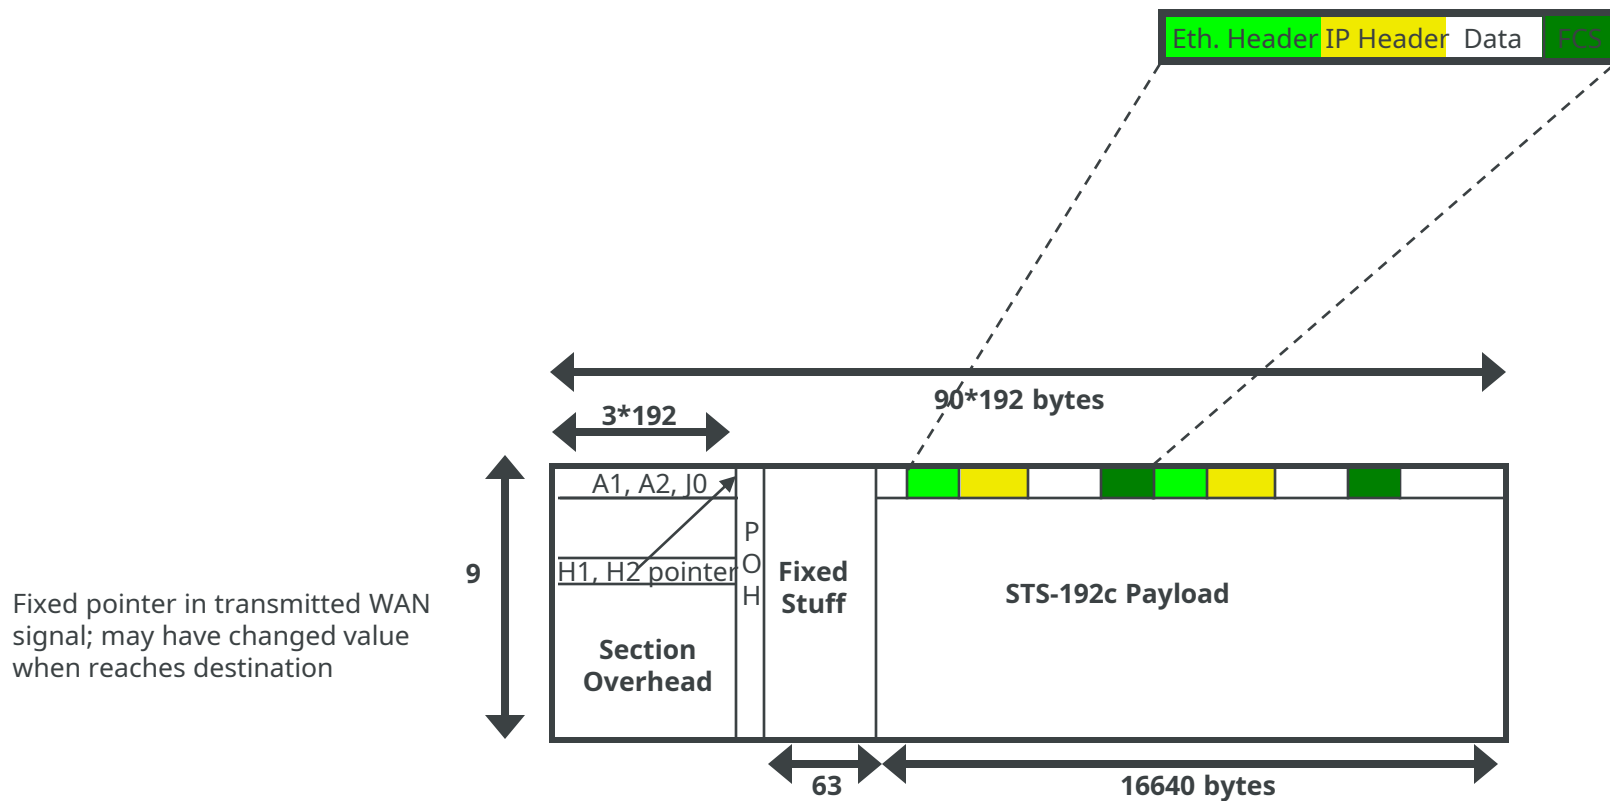 Eth. Header IP Header Data FCS
90*192 bytes
3*192
A1, A2, J0
H1, H2 pointer
P
O
H
Fixed
Stuff
STS-192c Payload
9
Section
Overhead
Fixed pointer in transmitted WAN
signal; may have changed value
when reaches destination
63
16640 bytes